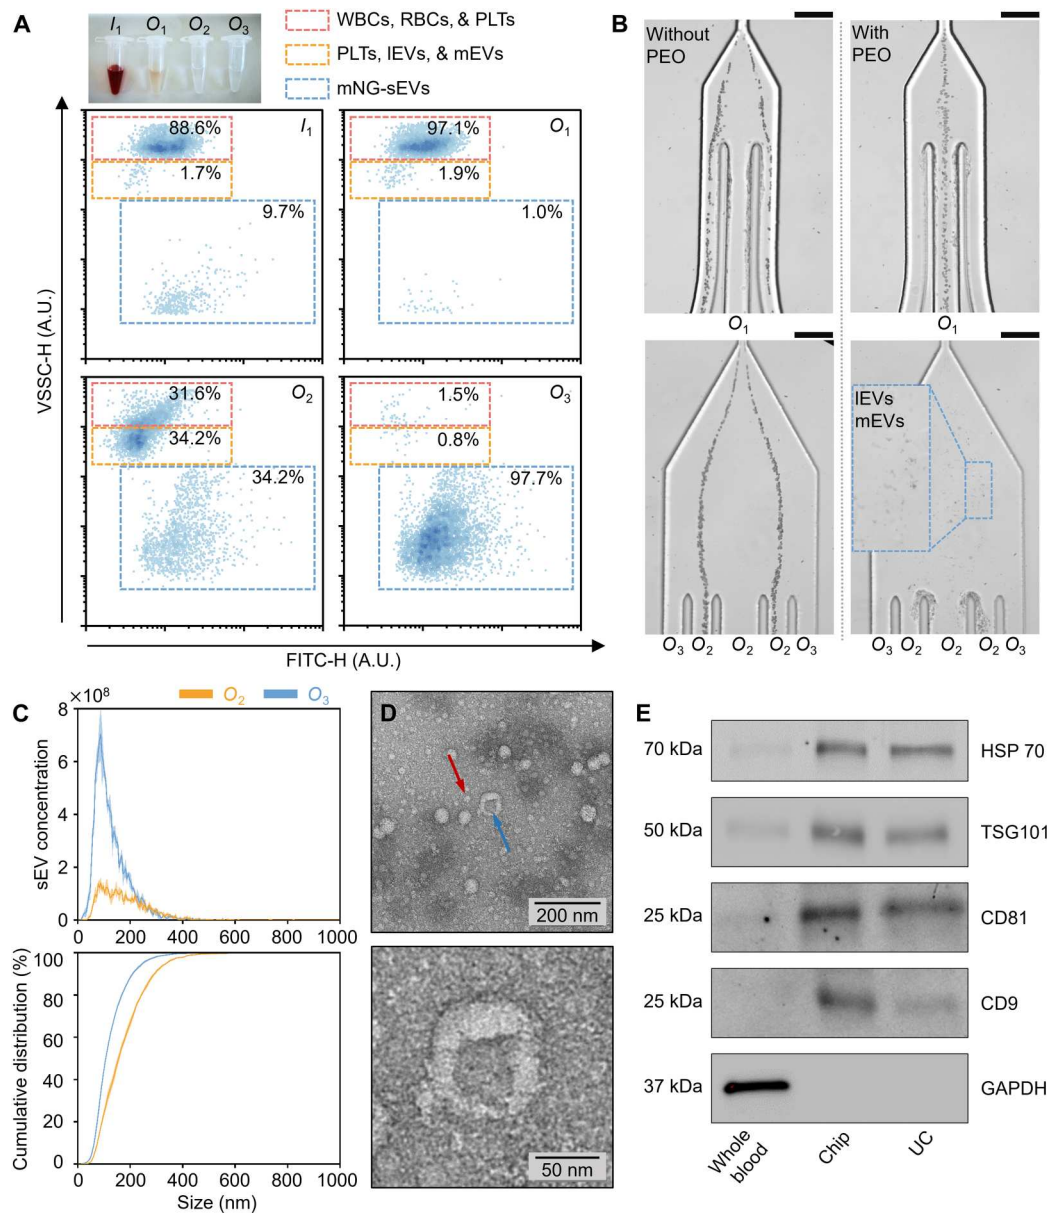 A
I1 O1 O2 O3
WBCs, RBCs, & PLTs
PLTs, lEVs, & mEVs
mNG-sEVs
VSSC-H (A.U.)
88.6%
I1
1.7%
9.7%
97.1%
O1
1.9%
1.0%
31.6%
O2
34.2%
34.2%
1.5%
O3
0.8%
97.7%
FITC-H (A.U.)
B
Without
PEO
With
PEO
O1
O1
lEVs
mEVs
O3 O2 O2 O2 O3
O3 O2 O2 O2 O3
C
×10⁸
O2 O3
sEV concentration
8
6
4
2
0
0 200 400 600 800 1000
Cumulative distribution (%)
100
80
60
40
20
0
0 200 400 600 800 1000
Size (nm)
D
200 nm
50 nm
E
70 kDa
HSP 70
50 kDa
TSG101
25 kDa
CD81
25 kDa
CD9
37 kDa
GAPDH
Whole
blood
Chip
UC